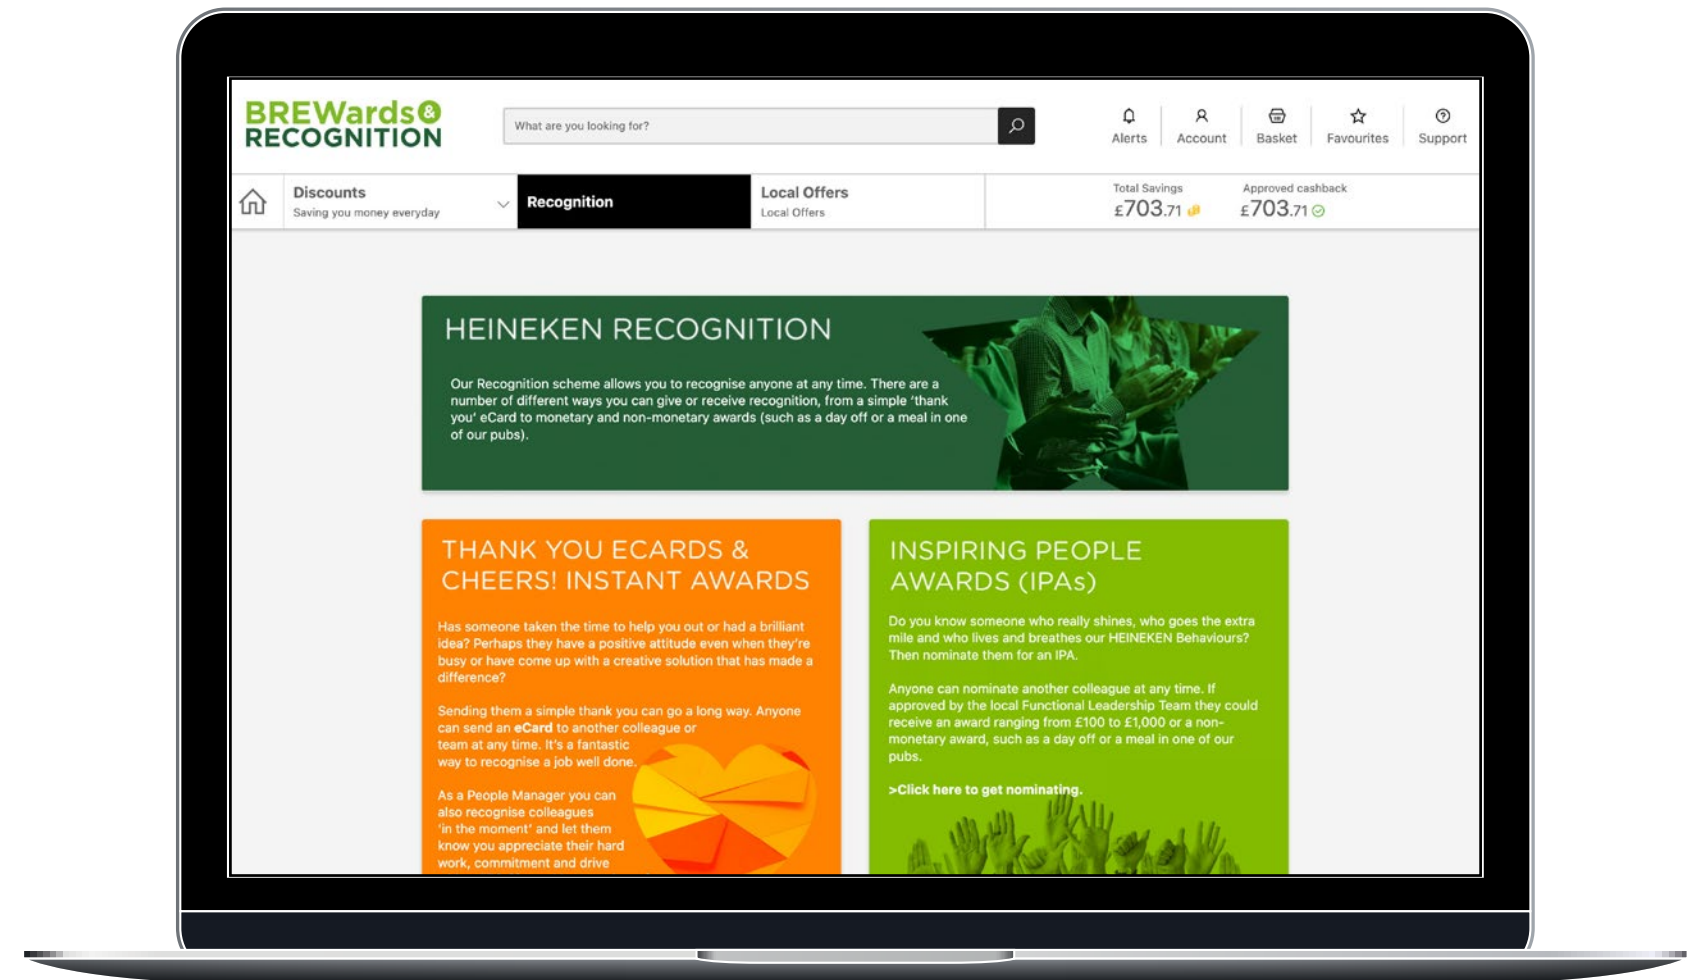 BREWards&
RECOGNITION
What are you looking for?
Alerts
Account
Basket
Favourites
Support
Discounts
Saving you money everyday
Recognition
Local Offers
Local Offers
Total Savings
£703.71
Approved cashback
£703.71
HEINEKEN RECOGNITION
Our Recognition scheme allows you to recognise anyone at any time. There are a
number of different ways you can give or receive recognition, from a simple ‘thank
you’ eCard to monetary and non-monetary awards (such as a day off or a meal in one
of our pubs).
THANK YOU ECARDS &
CHEERS! INSTANT AWARDS
Has someone taken the time to help you out or had a brilliant
idea? Perhaps they have a positive attitude even when they're
busy or have come up with a creative solution that has made a
difference?
Sending them a simple thank you can go a long way. Anyone
can send an eCard to another colleague or
team at any time. It's a fantastic
way to recognise a job well done.
As a People Manager you can
also recognise colleagues
'in the moment' and let them
know you appreciate their hard
work, commitment and drive
INSPIRING PEOPLE
AWARDS (IPAs)
Do you know someone who really shines, who goes the extra
mile and who lives and breathes our HEINEKEN Behaviours?
Then nominate them for an IPA.
Anyone can nominate another colleague at any time. If
approved by the local Functional Leadership Team they could
receive an award ranging from £100 to £1,000 or a non-
monetary award, such as a day off or a meal in one of our
pubs.
>Click here to get nominating.